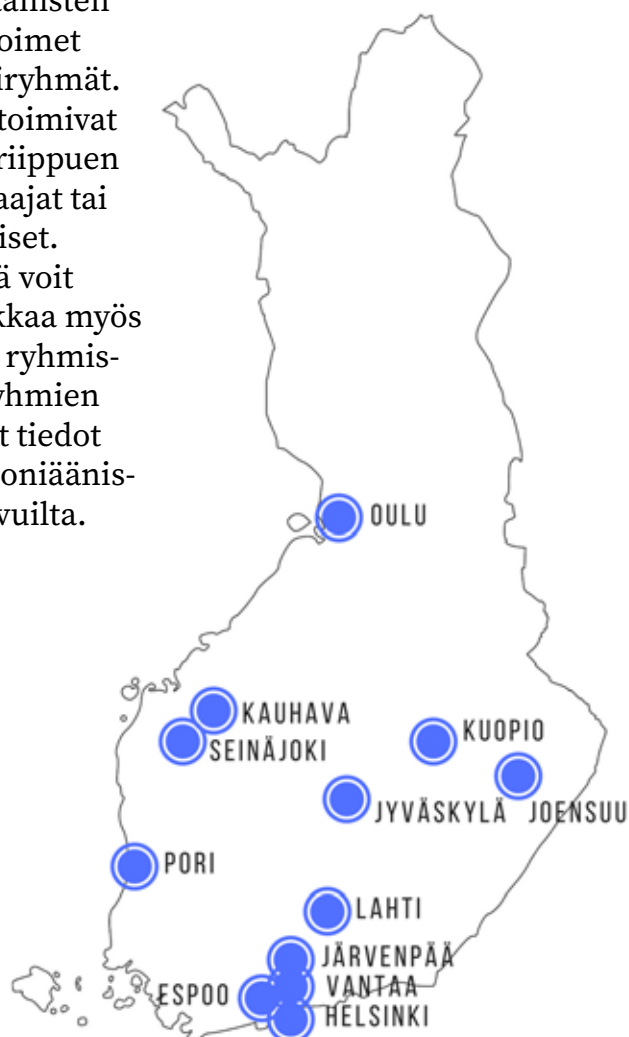 oimet
iryhmät.
toimivat
riippuen
aajat tai
iset.
ä voit
kkaa myös
ryhmis-
yhmien
t tiedot
oniäänis-
vuilta.
OULU
KAUHAVA
SEINÄJOKI
KUOPIO
JYVÄSKYLÄ JOENSUU
PORI
LAHTI
JÄRVENPÄÄ
VANTAA
ESPOO
HELSINKI